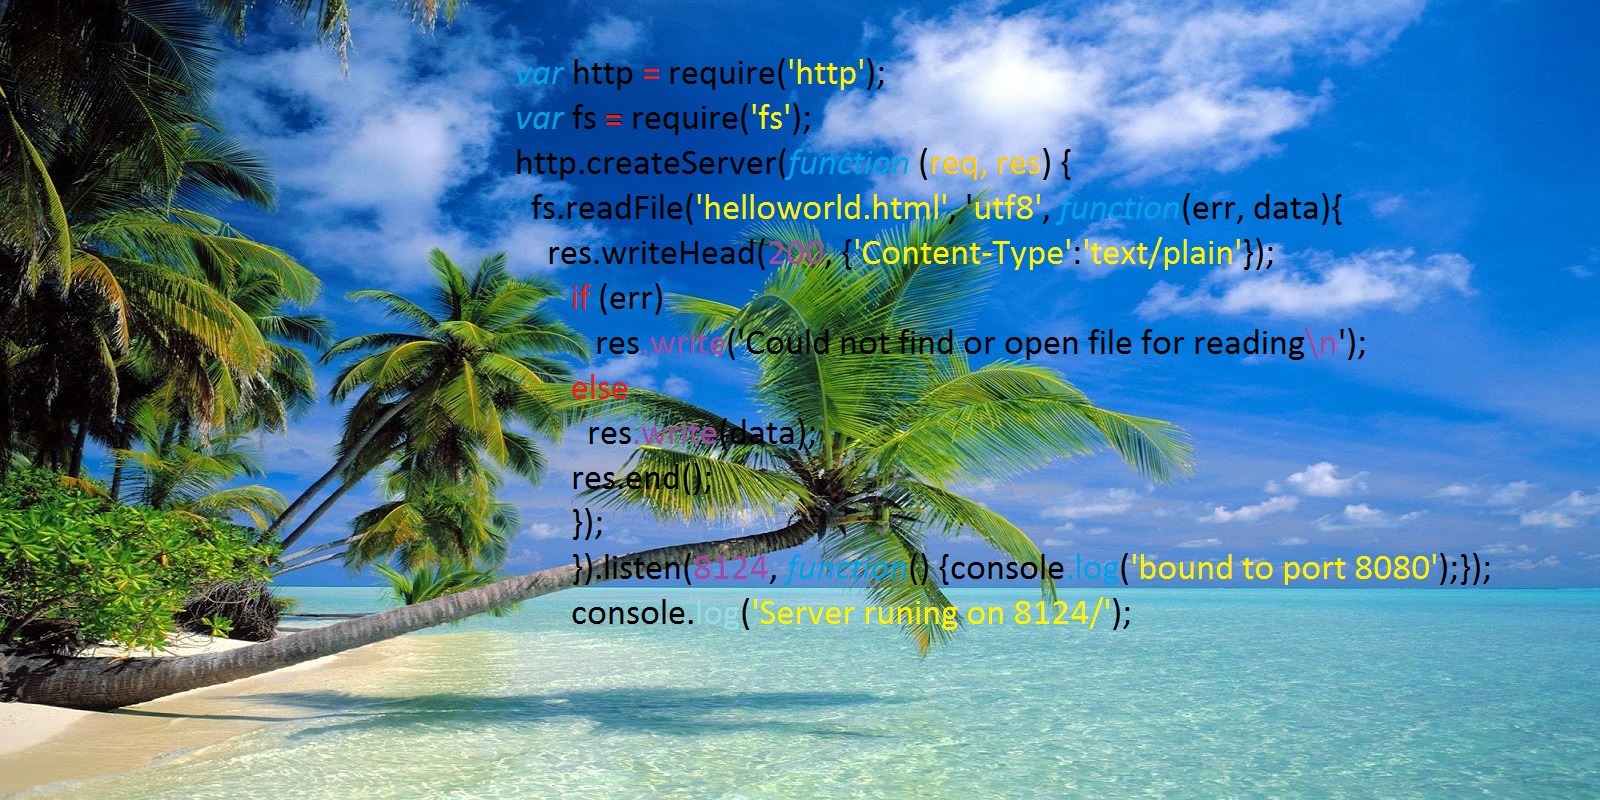 var http = require('http');
var fs = require('fs');
http.createServer(function (req, res) {
fs.readFile('helloworld.html', 'utf8', function(err, data){
res.writeHead(200, {'Content-Type':'text/plain'});
if (err)
res.write('Could not find or open file for reading\n');
else
res.write(data);
res.end();
});
}).listen(8124, function() {console.log('bound to port 8080');});
console.log('Server runing on 8124/');